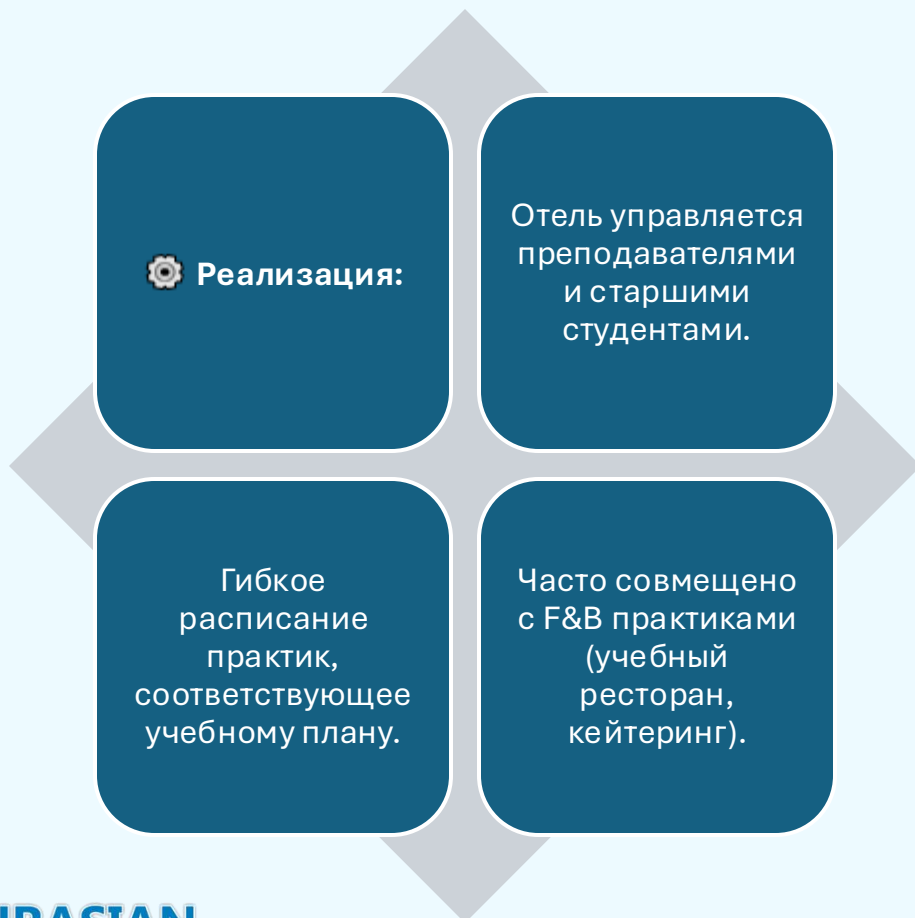 Реализация:
Отель управляется
преподавателями
и старшими
студентами.
Гибкое
расписание
практик,
соответствующее
учебному плану.
Часто совмещено
с F&B практиками
(учебный
ресторан,
кейтеринг).